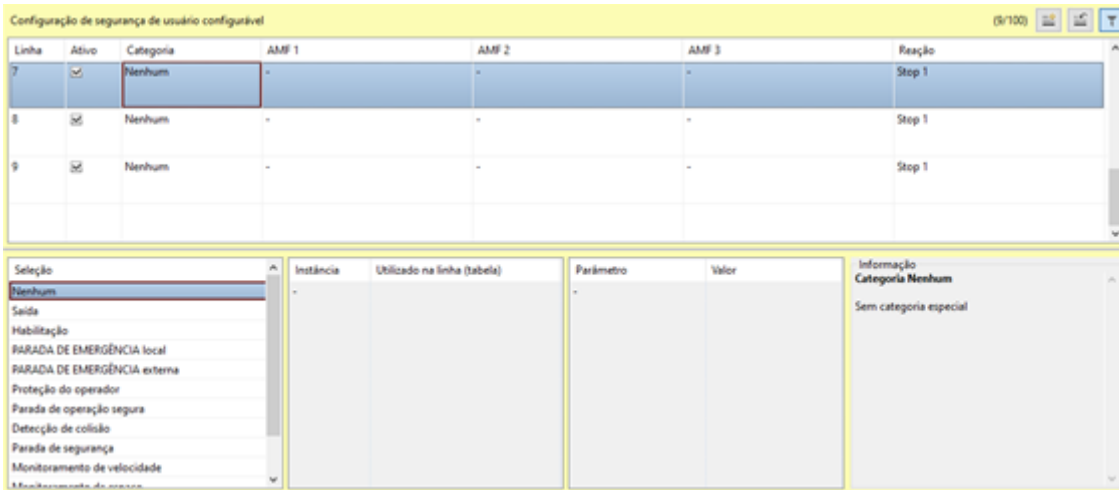 Configuração de segurança de usuário configurável (9/100)
Linha Ativo Categoria AMF 1 AMF 2 AMF 3 Reação
7 Nenhum - - - Stop 1
8 Nenhum - - - Stop 1
9 Nenhum - - - Stop 1
Seleção
Nenhum
Saída
Habilitação
PARADA DE EMERGÊNCIA local
PARADA DE EMERGÊNCIA externa
Proteção do operador
Parada de operação segura
Detecção de colisão
Parada de segurança
Monitoramento de velocidade
Monitoramento de espaço
Instância Utilizado na linha (tabela)
-
Parâmetro Valor
-
Informação
Categoria Nenhum
Sem categoria especial